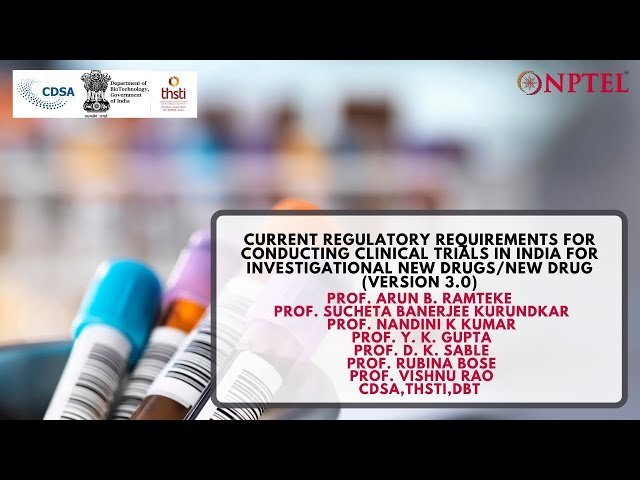 CDSA
Department of
BioTechnology,
Government
of India
thsti
NPTEL
CURRENT REGULATORY REQUIREMENTS FOR
CONDUCTING CLINICAL TRIALS IN INDIA FOR
INVESTIGATIONAL NEW DRUGS/NEW DRUG
(VERSION 3.0)
PROF. ARUN B. RAMTEKE
PROF. SUCHETA BANERJEE KURUNDKAR
PROF. NANDINI K KUMAR
PROF. Y. K. GUPTA
PROF. D. K. SABLE
PROF. RUBINA BOSE
PROF. VISHNU RAO
CDSA,THSTI,DBT